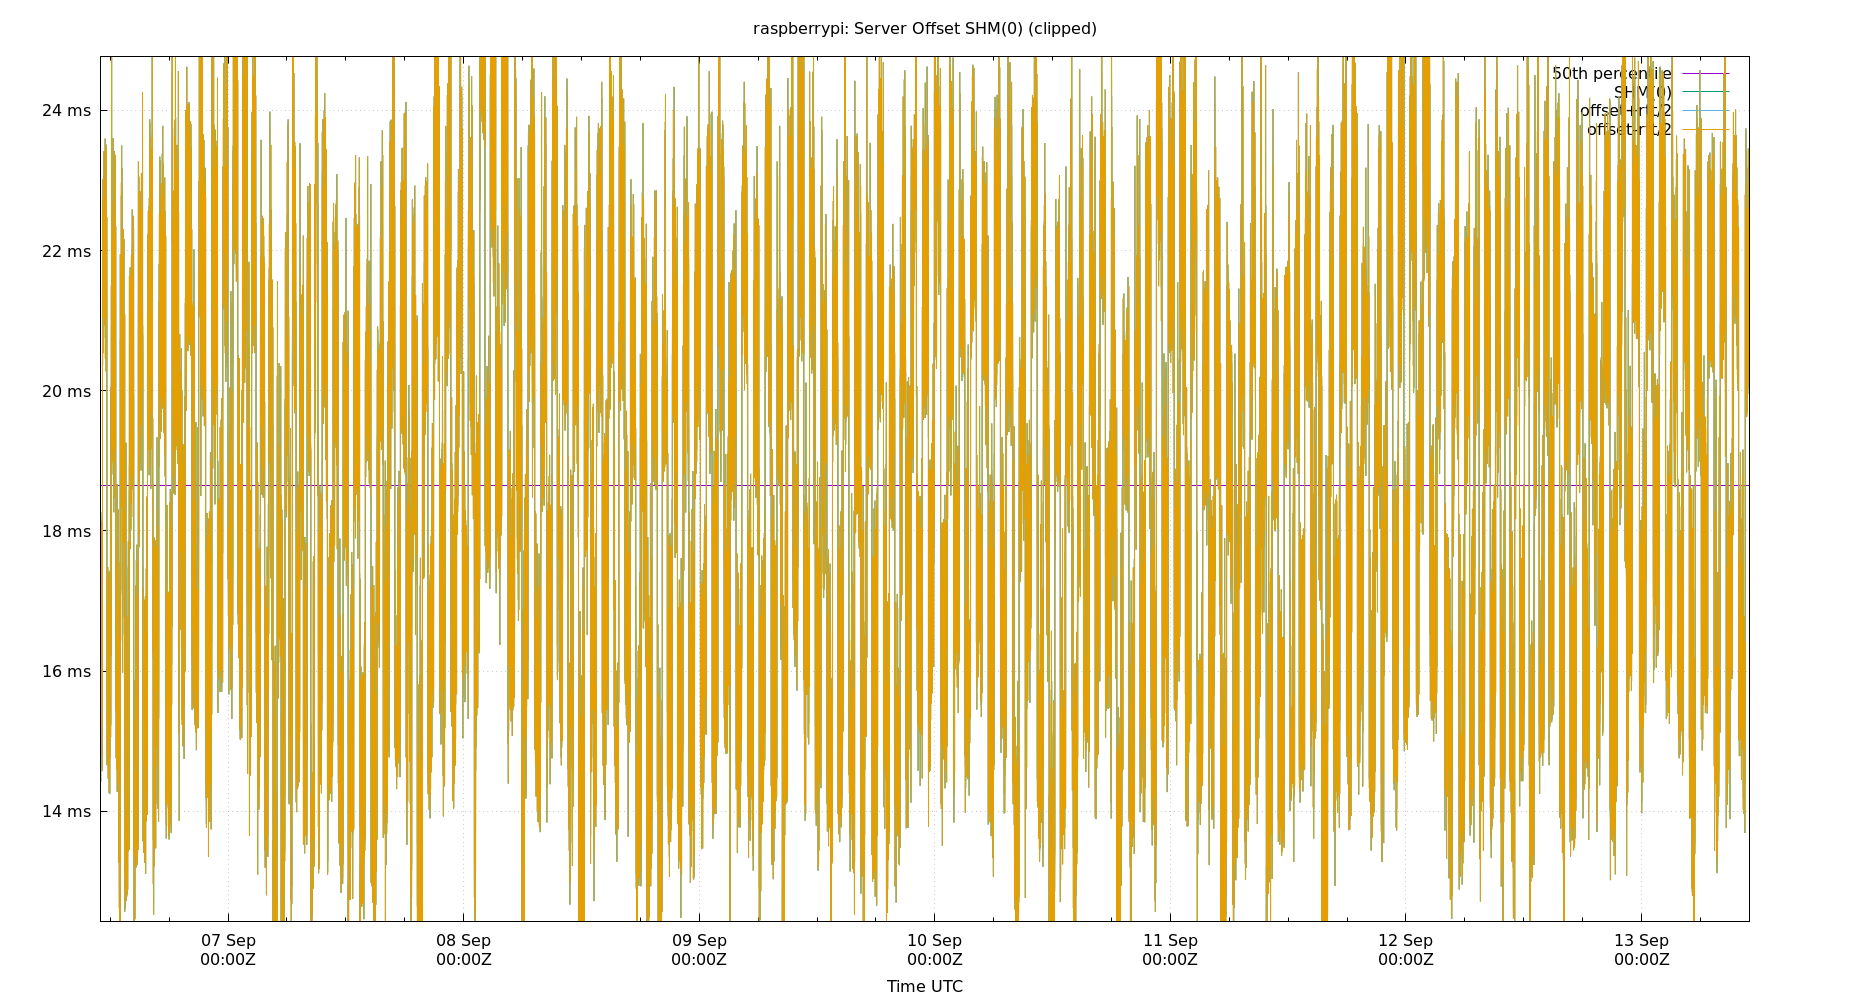 raspberrypi: Server Offset SHM(0) (clipped)
50th percentile
SHM(0)
offset+rtt/2
offset-rtt/2
24 ms
22 ms
20 ms
18 ms
16 ms
14 ms
07 Sep 08 Sep 09 Sep 10 Sep 11 Sep 12 Sep 13 Sep
00:00Z 00:00Z 00:00Z 00:00Z 00:00Z 00:00Z 00:00Z
Time UTC